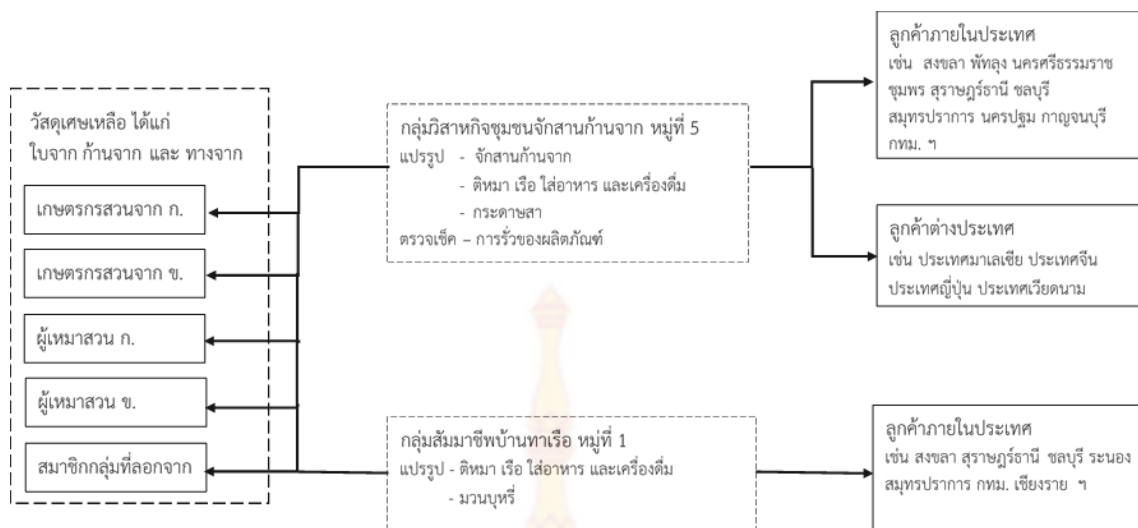 วัสดุเศษเหลือ ได้แก่
ใบจาก ก้านจาก และ ทางจาก
เกษตรกรสวนจาก ก.
เกษตรกรสวนจาก ข.
ผู้เหมาสวน ก.
ผู้เหมาสวน ข.
สมาชิกกลุ่มที่ลอกจาก
กลุ่มวิสาหกิจชุมชนจักสานก้านจาก หมู่ที่ 5
แปรรูป - จักสานก้านจาก
- ติหมา เรือ ใส่อาหาร และเครื่องดื่ม
- กระดาษสา
ตรวจเช็ค – การรั่วของผลิตภัณฑ์
กลุ่มสัมมาชีพบ้านทาเรือ หมู่ที่ 1
แปรรูป - ติหมา เรือ ใส่อาหาร และเครื่องดื่ม
- มวนบุหรี่
ลูกค้าภายในประเทศ
เช่น สงขลา พัทลุง นครศรีธรรมราช
ชุมพร สุราษฎร์ธานี ชลบุรี
สมุทรปราการ นครปฐม กาญจนบุรี
กทม. ฯ
ลูกค้าต่างประเทศ
เช่น ประเทศมาเลเซีย ประเทศจีน
ประเทศญี่ปุ่น ประเทศเวียดนาม
ลูกค้าภายในประเทศ
เช่น สงขลา สุราษฎร์ธานี ชลบุรี ระนอง
สมุทรปราการ กทม. เชียงราย ฯ